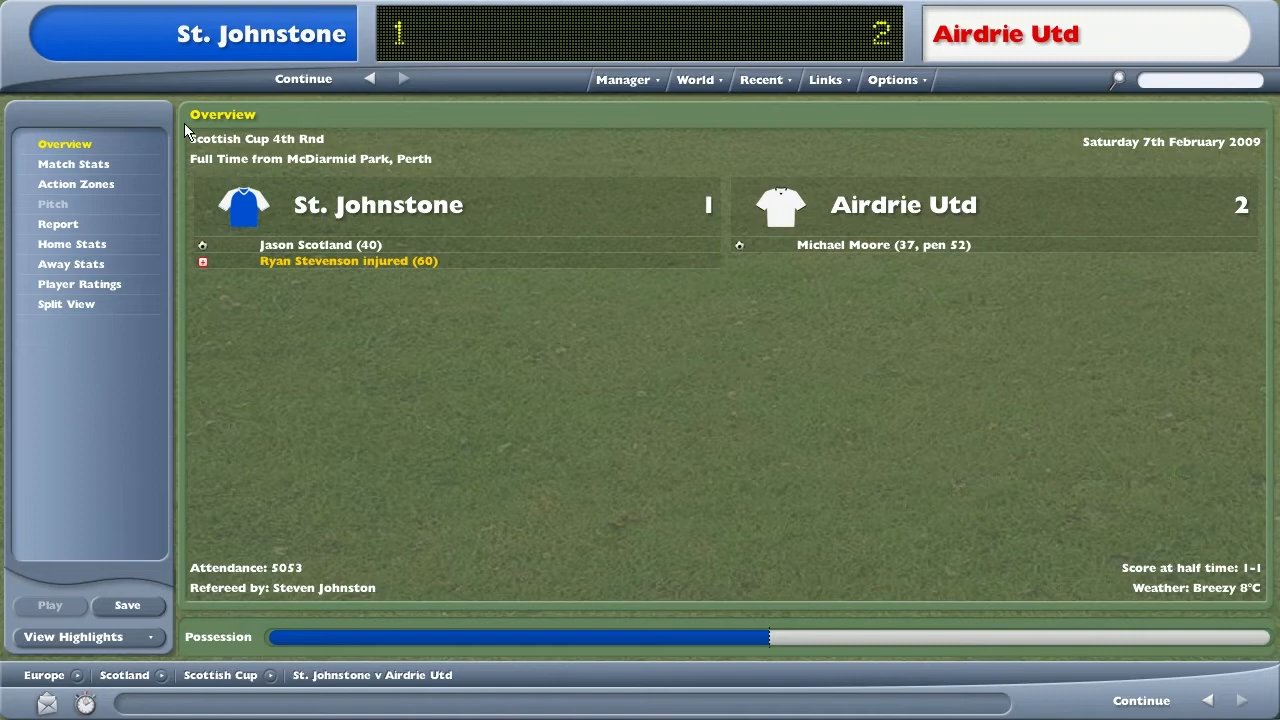 St. Johnstone
1
2
Airdrie Utd
Continue
Manager
World
Recent
Links
Options
Overview
Match Stats
Action Zones
Pitch
Report
Home Stats
Away Stats
Player Ratings
Split View
Play
Save
View Highlights
Overview
Scottish Cup 4th Rnd
Saturday 7th February 2009
Full Time from McDiarmid Park, Perth
St. Johnstone 1
Airdrie Utd 2
Jason Scotland (40)
Michael Moore (37, pen 52)
Ryan Stevenson injured (60)
Attendance: 5053
Score at half time: 1-1
Refereed by: Steven Johnston
Weather: Breezy 8°C
Possession
Europe
Scotland
Scottish Cup
St. Johnstone v Airdrie Utd
Continue